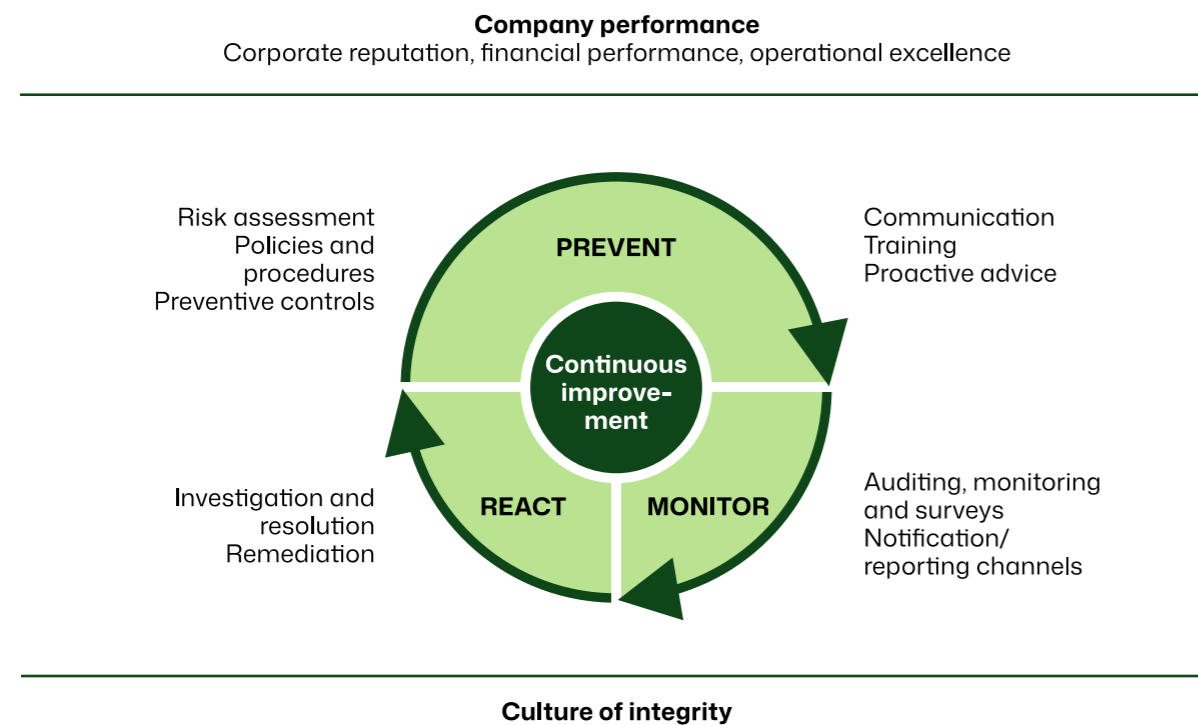 Company performance
Corporate reputation, financial performance, operational excellence
Risk assessment
Policies and
procedures
Preventive controls
PREVENT
Communication
Training
Proactive advice
Continuous
improve-
ment
Investigation and
resolution
Remediation
REACT
MONITOR
Auditing, monitoring
and surveys
Notification/
reporting channels
Culture of integrity